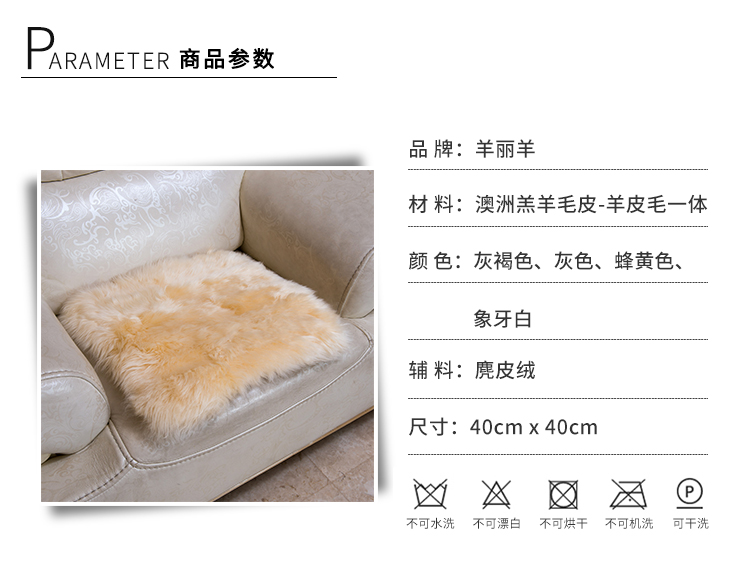 PARAMETER 商品参数
品 牌：羊丽羊
材 料：澳洲羔羊毛皮-羊皮毛一体
颜 色：灰褐色、灰色、蜂黄色、
象牙白
辅 料：麂皮绒
尺寸：40cm x 40cm
P
不可水洗 不可漂白 不可烘干 不可机洗 可干洗